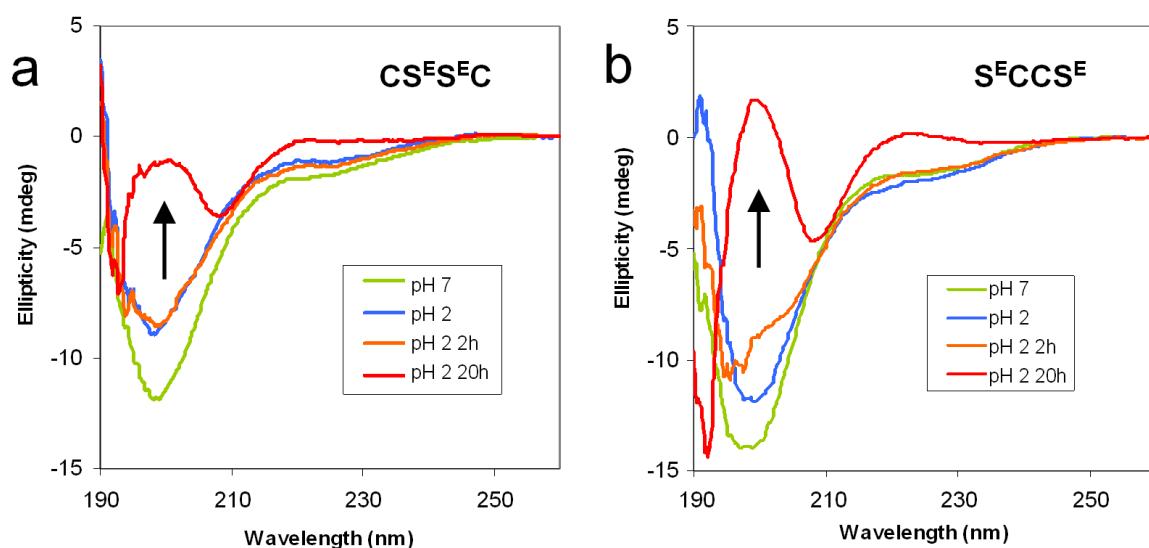 a
CSᴱSᴱC
5
0
-5
-10
-15
Ellipticity (mdeg)
pH 7
pH 2
pH 2 2h
pH 2 20h
190 210 230 250
Wavelength (nm)
b
SᴱCCSᴱ
5
0
-5
-10
-15
Ellipticity (mdeg)
pH 7
pH 2
pH 2 2h
pH 2 20h
190 210 230 250
Wavelength (nm)